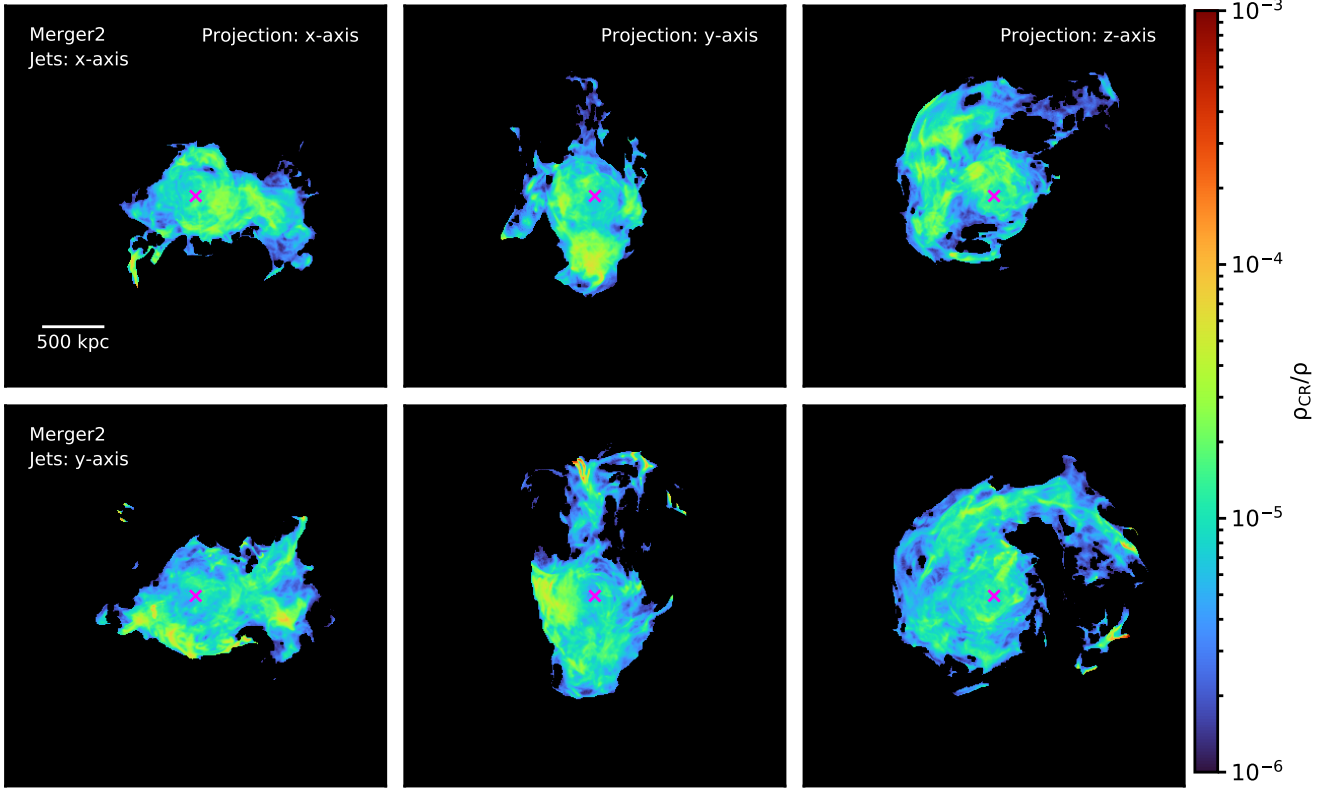 Merger2
Jets: x-axis
Projection: x-axis
Projection: y-axis
Projection: z-axis
500 kpc
Merger2
Jets: y-axis
10⁻³
10⁻⁴
10⁻⁵
10⁻⁶
ρCR/ρ